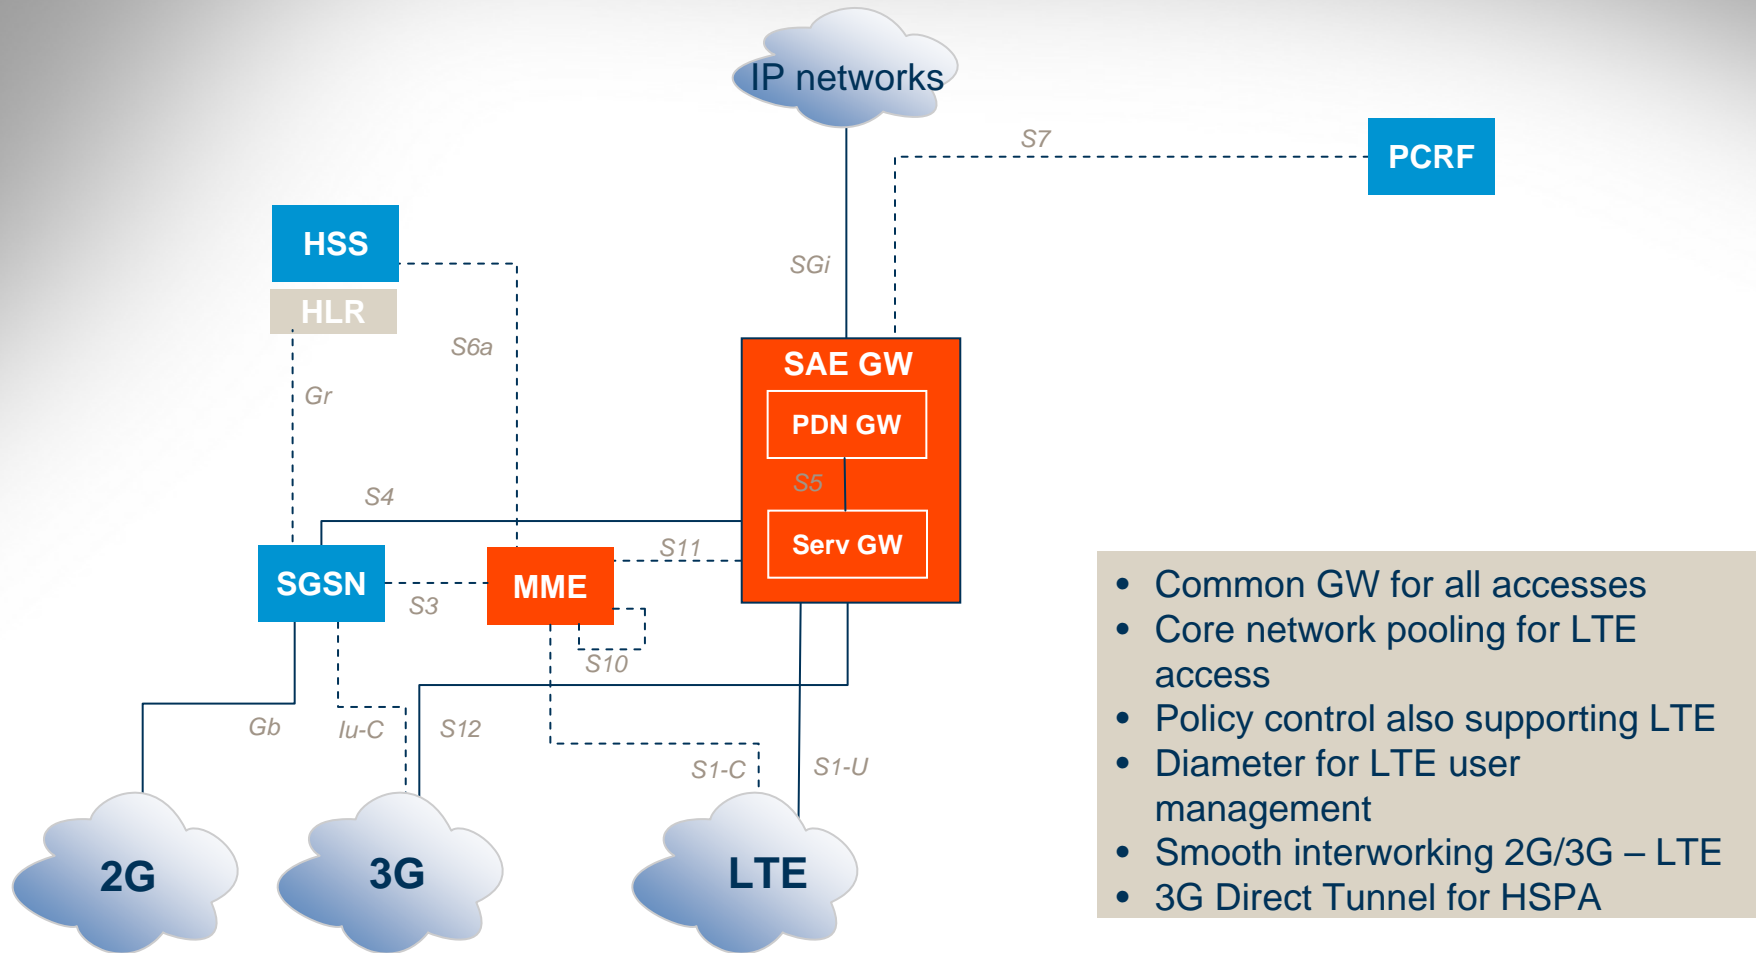 IP networks
S7
PCRF
HSS
SGi
HLR
S6a
SAE GW
Gr
PDN GW
S5
S4
Serv GW
S11
SGSN
MME
S3
S10
Gb
Iu-C
S12
S1-C
S1-U
2G
3G
LTE
• Common GW for all accesses
• Core network pooling for LTE
access
• Policy control also supporting LTE
• Diameter for LTE user
management
• Smooth interworking 2G/3G – LTE
• 3G Direct Tunnel for HSPA